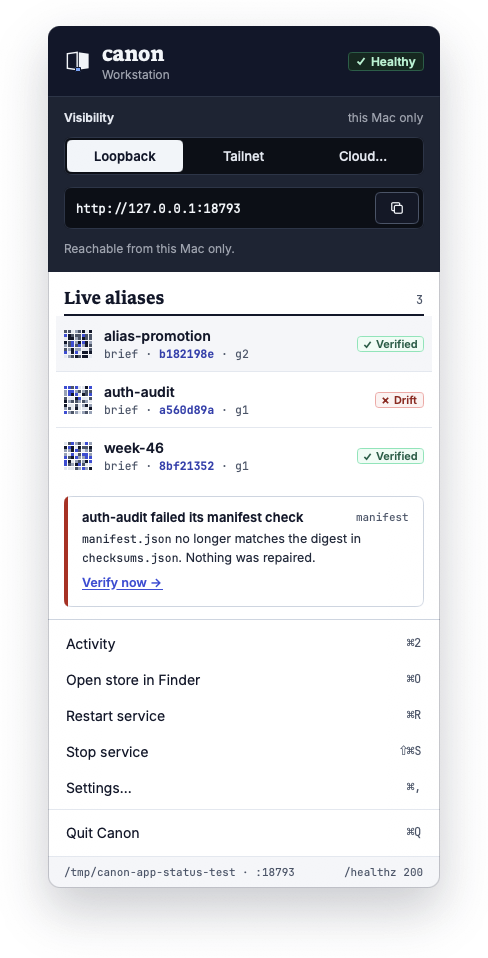 canon
Workstation
Healthy
Visibility
this Mac only
Loopback
Tailnet
Cloud…
http://127.0.0.1:18793
Reachable from this Mac only.
Live aliases
3
alias-promotion
brief · b182198e · g2
Verified
auth-audit
brief · a560d89a · g1
Drift
week-46
brief · 8bf21352 · g1
Verified
auth-audit failed its manifest check
manifest
manifest.json no longer matches the digest in
checksums.json. Nothing was repaired.
Verify now →
Activity ⌘2
Open store in Finder ⌘O
Restart service ⌘R
Stop service ⇧⌘S
Settings… ⌘,
Quit Canon ⌘Q
/tmp/canon-app-status-test · :18793
/healthz 200